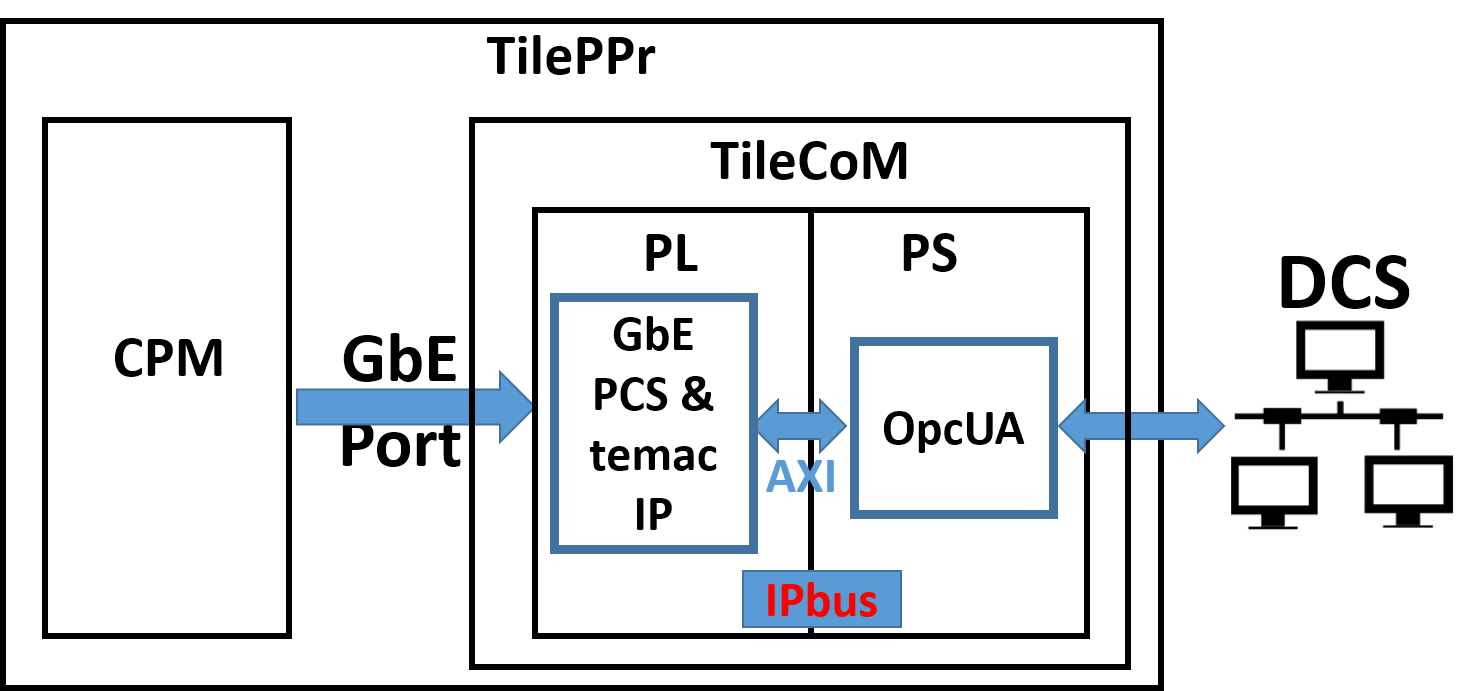 TilePPr
TileCoM
PL
PS
DCS
CPM
GbE
Port
GbE
PCS &
temac
IP
AXI
OpcUA
IPbus